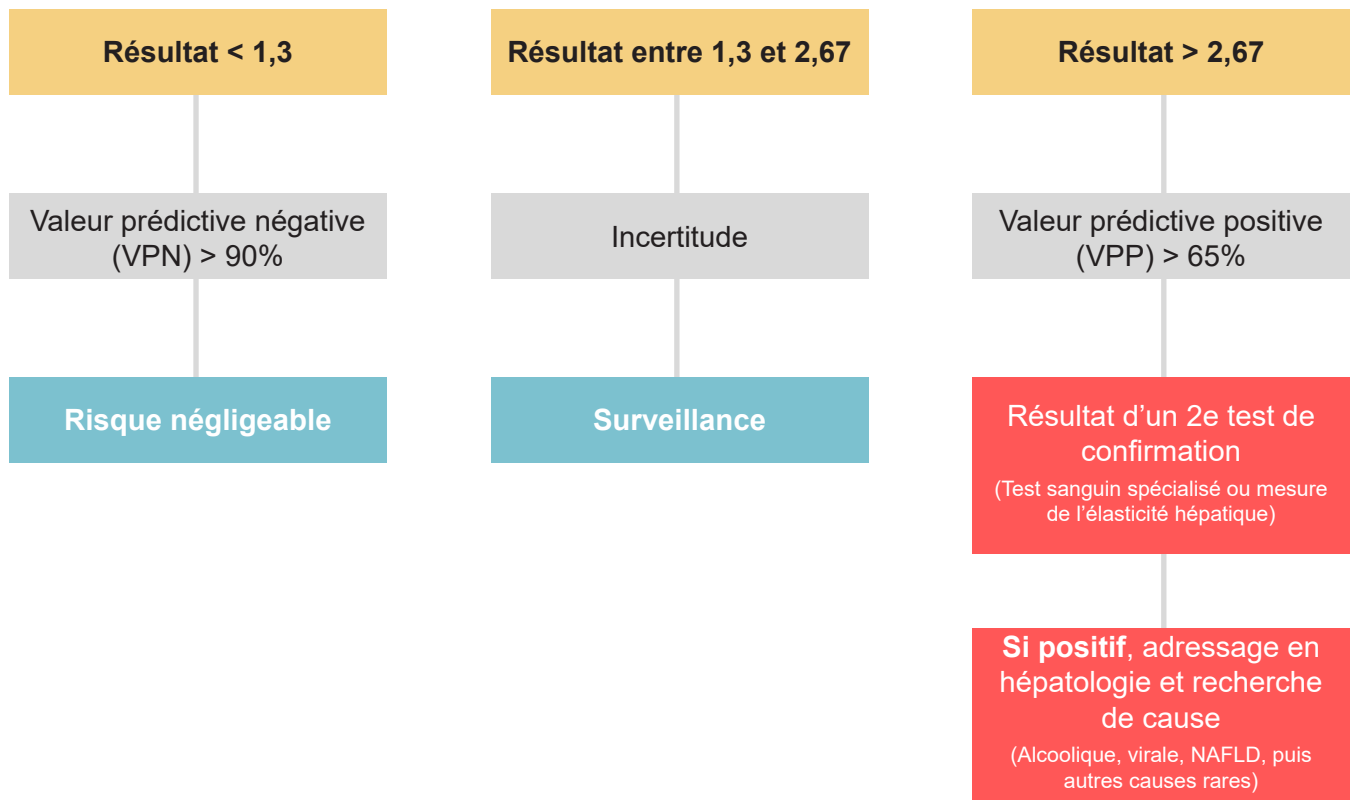 Résultat < 1,3
Valeur prédictive négative
(VPN) > 90%
Risque négligeable
Résultat entre 1,3 et 2,67
Incertitude
Surveillance
Résultat > 2,67
Valeur prédictive positive
(VPP) > 65%
Résultat d’un 2e test de
confirmation
(Test sanguin spécialisé ou mesure
de l’élasticité hépatique)
Si positif, adressage en
hépatologie et recherche
de cause
(Alcoolique, virale, NAFLD, puis
autres causes rares)